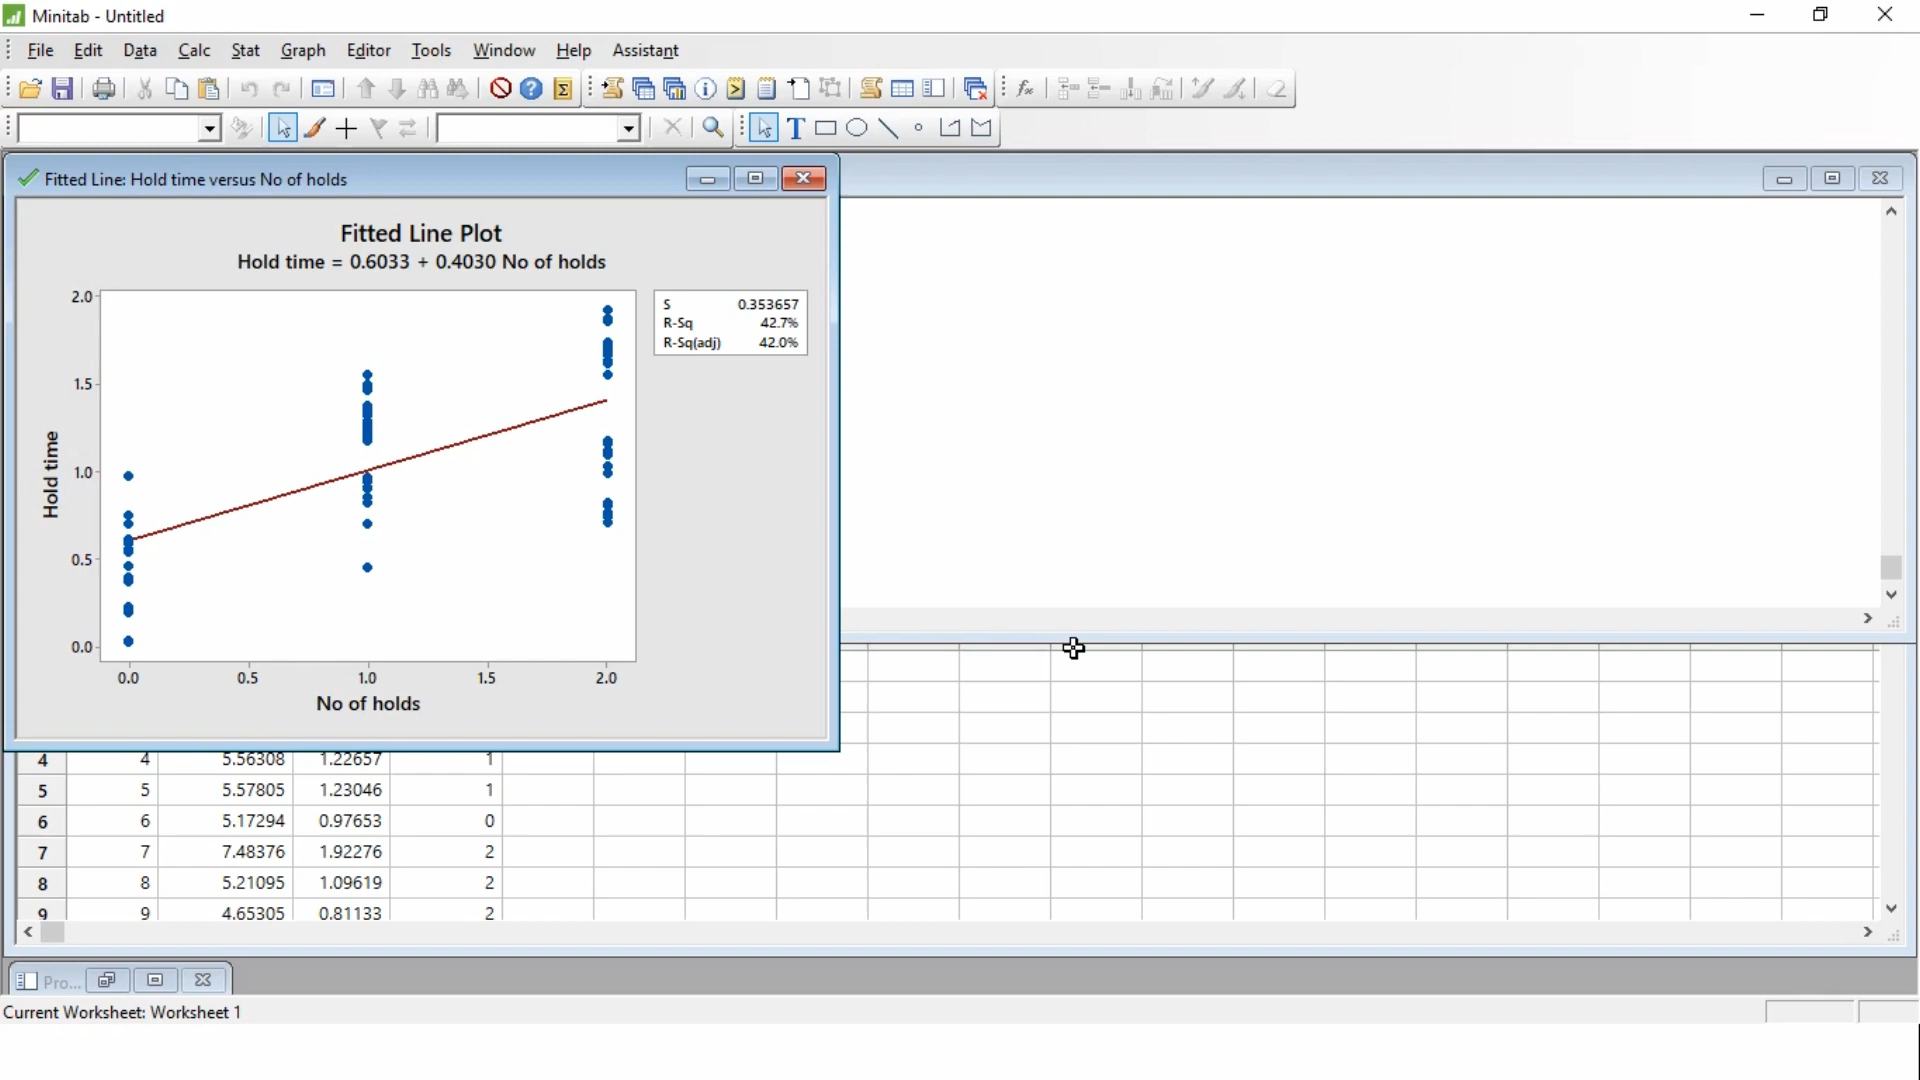 Minitab - Untitled
File Edit Data Calc Stat Graph Editor Tools Window Help Assistant
Fitted Line: Hold time versus No of holds
Fitted Line Plot
Hold time = 0.6033 + 0.4030 No of holds
S 0.353657
R-Sq 42.7%
R-Sq(adj) 42.0%
2.0
1.5
1.0
0.5
0.0
Hold time
0.0 0.5 1.0 1.5 2.0
No of holds
4 4 5.56308 1.22657 1
5 5 5.57805 1.23046 1
6 6 5.17294 0.97653 0
7 7 7.48376 1.92276 2
8 8 5.21095 1.09619 2
9 9 4.65305 0.81133 2
Pro...
Current Worksheet: Worksheet 1